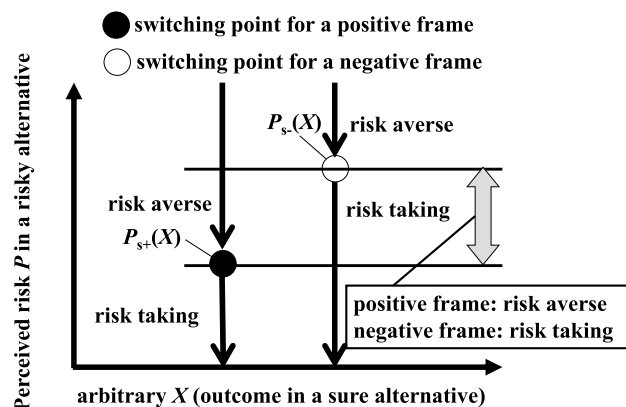 switching point for a positive frame
switching point for a negative frame
Perceived risk P in a risky alternative
Ps-(X)
risk averse
risk averse
risk taking
Ps+(X)
risk taking
positive frame: risk averse
negative frame: risk taking
arbitrary X (outcome in a sure alternative)